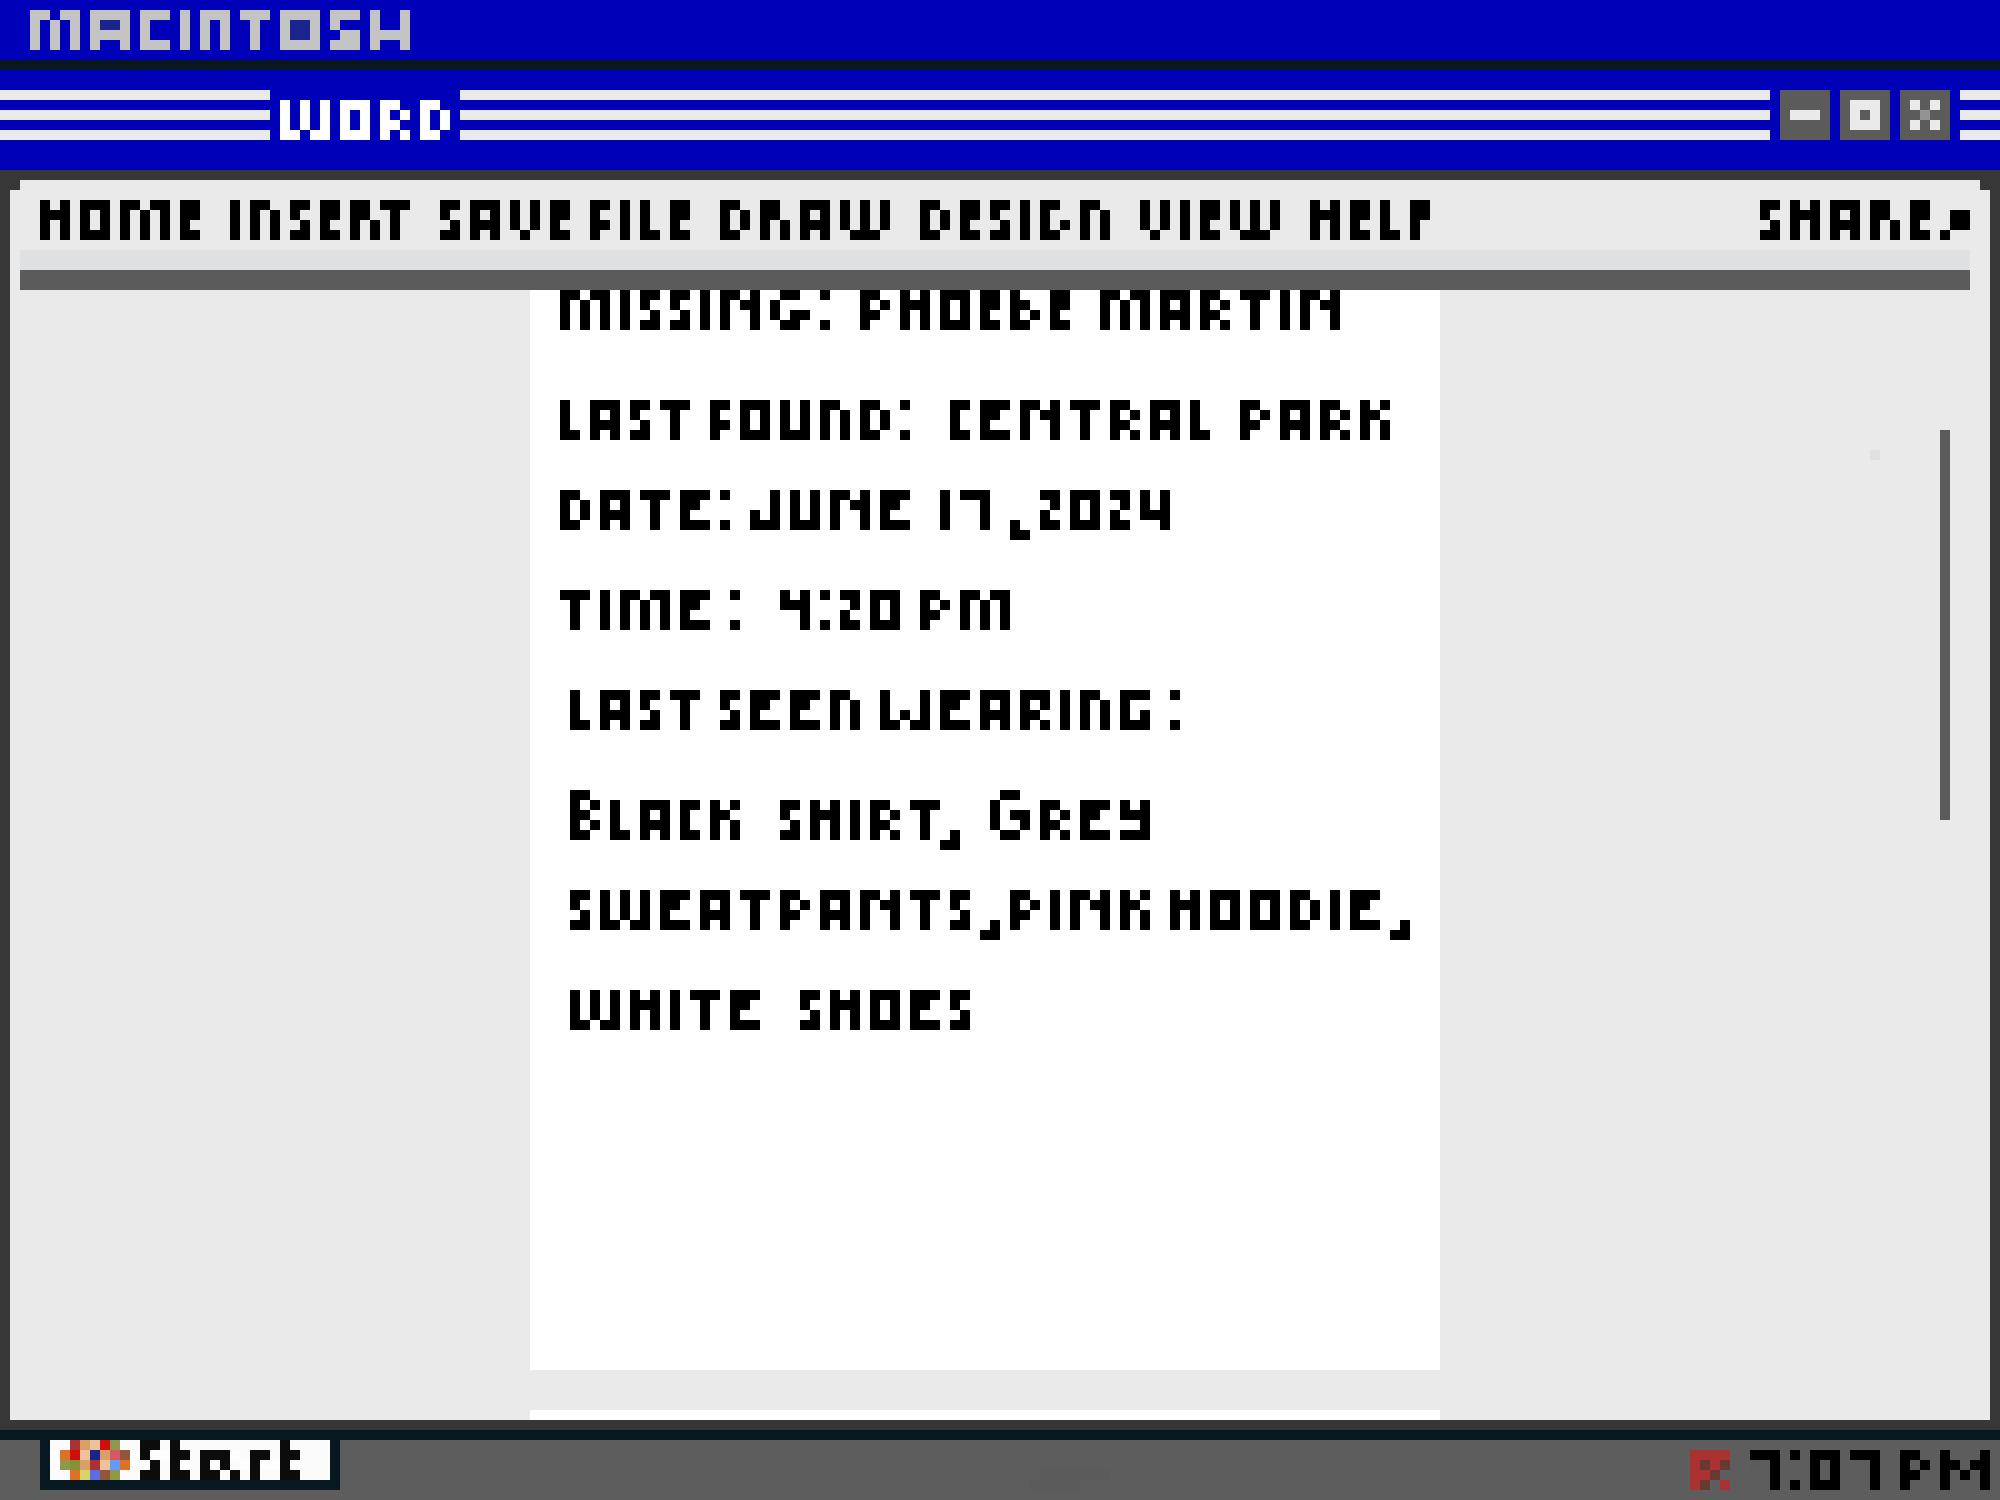 MACINTOSH
WORD
HOME INSERT SAVE FILE DRAW DESIGN VIEW HELP SHARE
MISSING: PHOEBE MARTIN
LAST FOUND: CENTRAL PARK
DATE: JUNE 17, 2024
TIME: 4:20 PM
LAST SEEN WEARING:
BLACK SHIRT, GREY
SWEATPANTS, PINK HOODIE,
WHITE SHOES
Start
7:07 PM